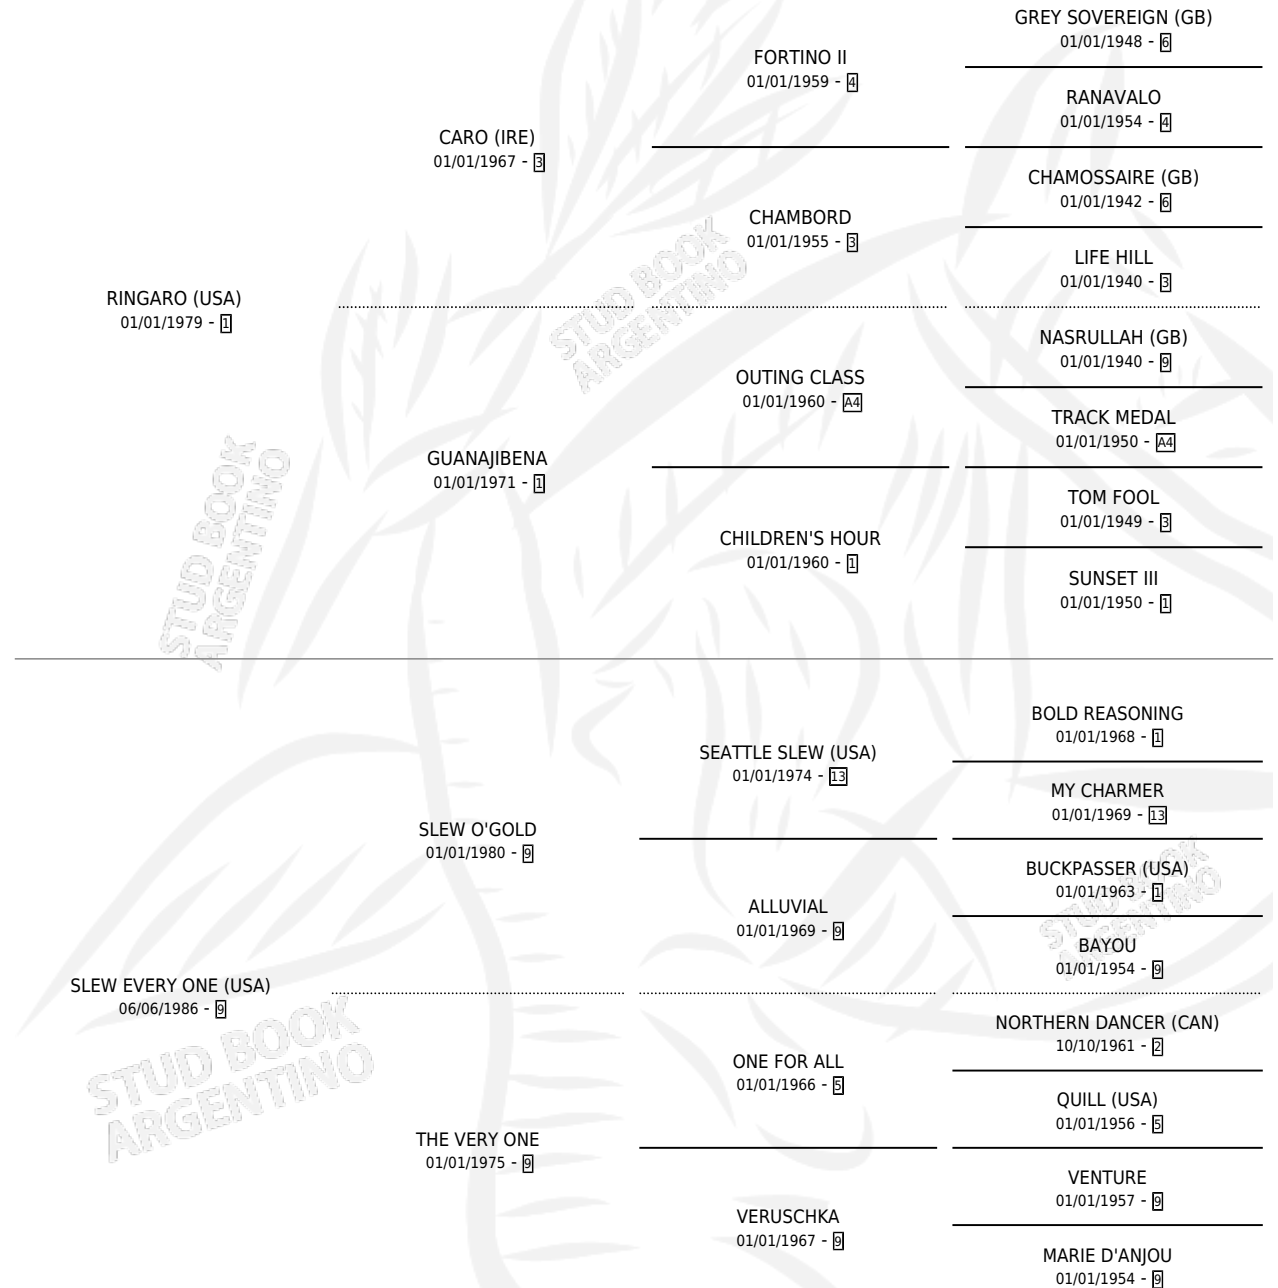 GREY SOVEREIGN (GB)
01/01/1948 - 6
FORTINO II
01/01/1959 - 4
RANAVALO
01/01/1954 - 4
CARO (IRE)
01/01/1967 - 3
CHAMOSSAIRE (GB)
01/01/1942 - 6
CHAMBORD
01/01/1955 - 3
LIFE HILL
01/01/1940 - 3
RINGARO (USA)
01/01/1979 - 1
STUD BOOK
ARGENTINO
NASRULLAH (GB)
01/01/1940 - 9
OUTING CLASS
01/01/1960 - A4
TRACK MEDAL
01/01/1950 - A4
GUANAJIBENA
01/01/1971 - 1
TOM FOOL
01/01/1949 - 3
CHILDREN'S HOUR
01/01/1960 - 1
SUNSET III
01/01/1950 - 1
STUD BOOK
ARGENTINO
BOLD REASONING
01/01/1968 - 1
SEATTLE SLEW (USA)
01/01/1974 - 13
MY CHARMER
01/01/1969 - 13
SLEW O'GOLD
01/01/1980 - 9
BUCKPASSER (USA)
01/01/1963 - 1
ALLUVIAL
01/01/1969 - 9
BAYOU
01/01/1954 - 9
STUD BOOK
ARGENTINO
SLEW EVERY ONE (USA)
06/06/1986 - 9
NORTHERN DANCER (CAN)
10/10/1961 - 2
ONE FOR ALL
01/01/1966 - 5
QUILL (USA)
01/01/1956 - 5
STUD BOOK
ARGENTINO
THE VERY ONE
01/01/1975 - 9
VENTURE
01/01/1957 - 9
VERUSCHKA
01/01/1967 - 9
MARIE D'ANJOU
01/01/1954 - 9